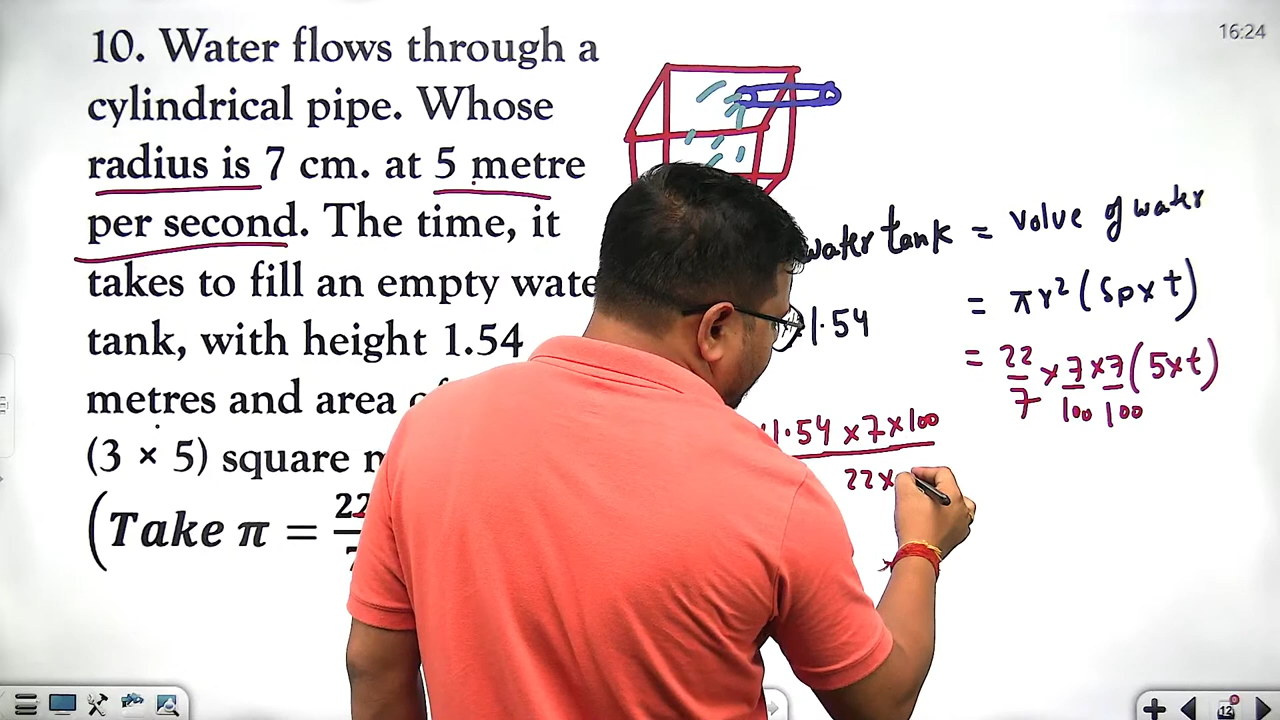 16:24
10. Water flows through a
cylindrical pipe. Whose
radius is 7 cm. at 5 metre
per second. The time, it
takes to fill an empty wate
tank, with height 1.54
metres and area
(3 × 5) square
(Take π = 22
water tank = volve of water
1.54 = πr² (Sp x t)
= 22/7 × 7/100 × 7/100 (5×t)
1.54 × 7 × 100
22×
12